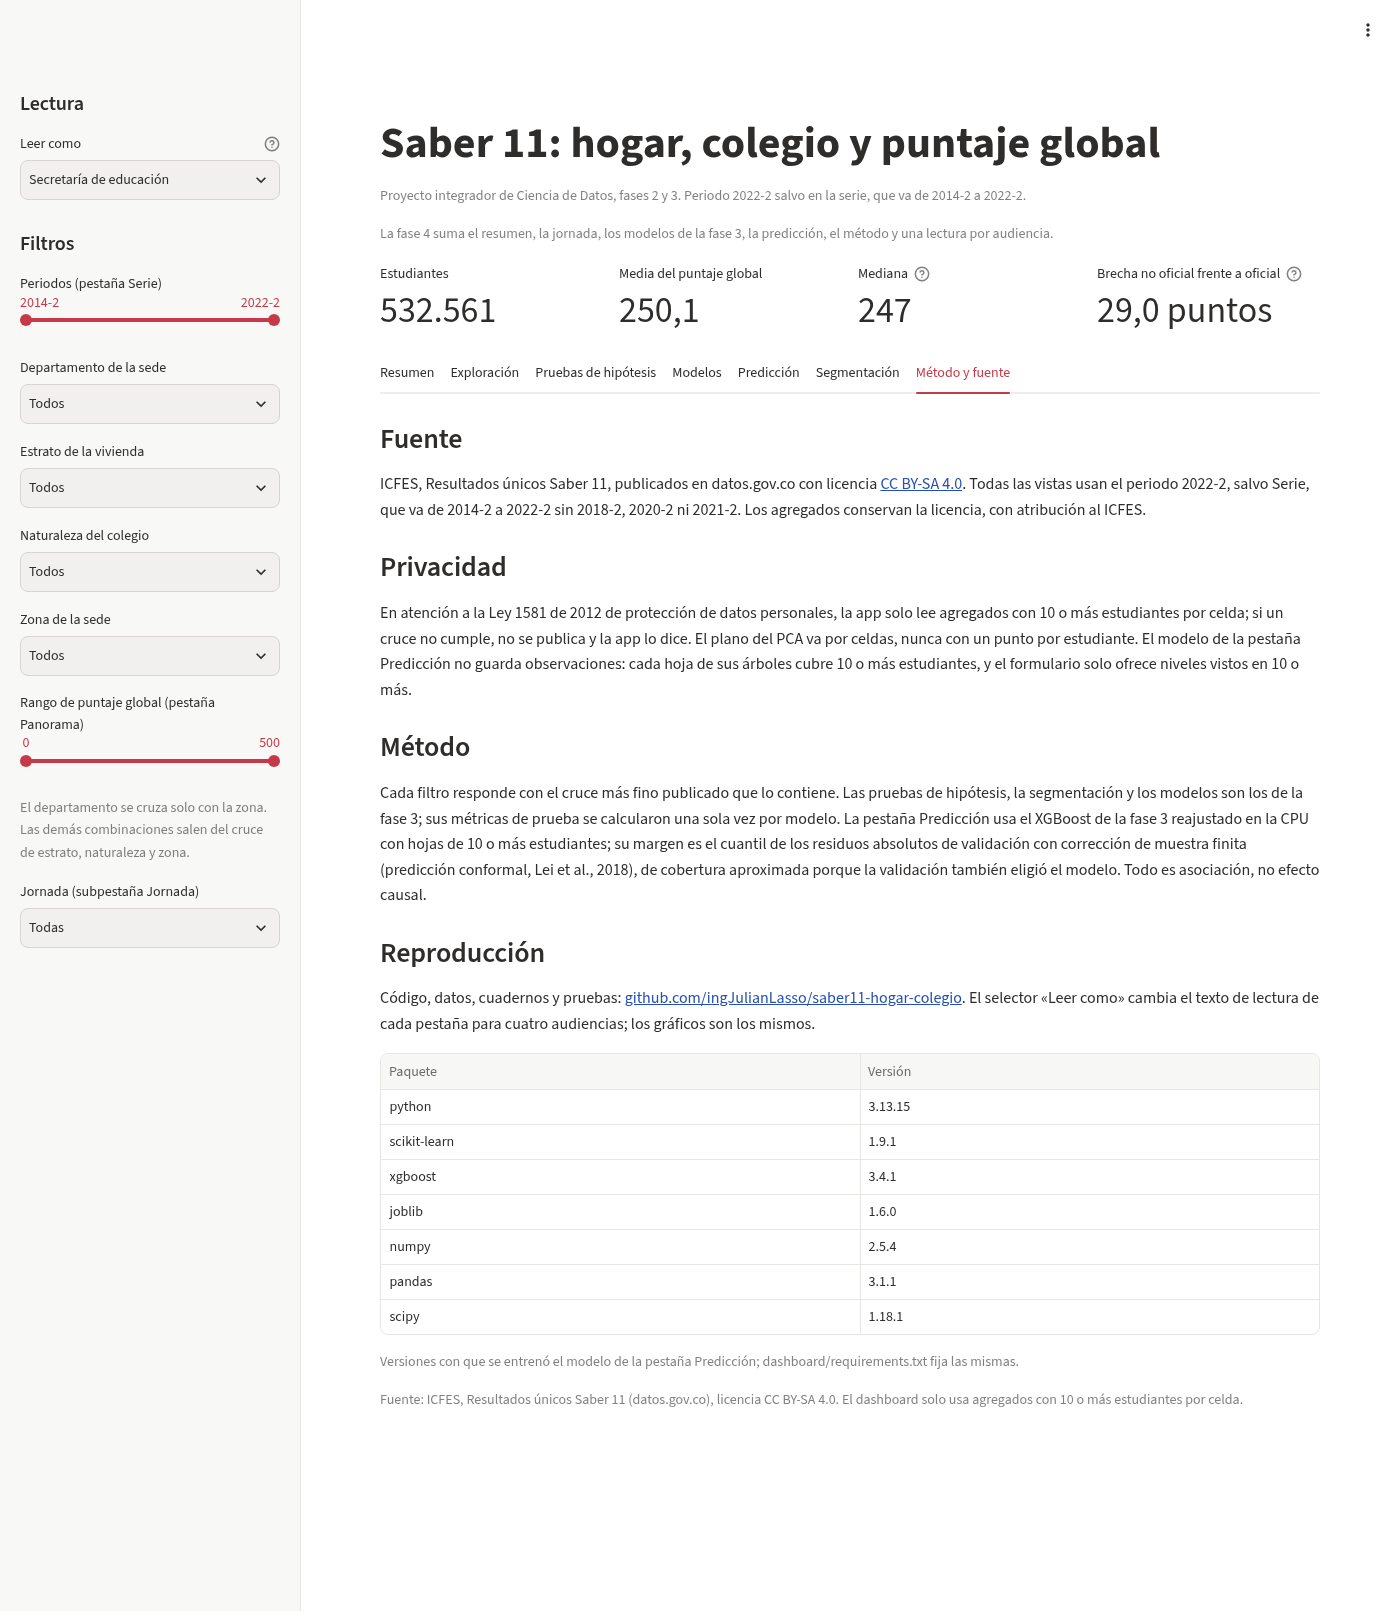 Lectura
Leer como
Secretaría de educación
Filtros
Periodos (pestaña Serie)
2014-2 2022-2
Departamento de la sede
Todos
Estrato de la vivienda
Todos
Naturaleza del colegio
Todos
Zona de la sede
Todos
Rango de puntaje global (pestaña
Panorama)
0 500
El departamento se cruza solo con la zona.
Las demás combinaciones salen del cruce
de estrato, naturaleza y zona.
Jornada (subpestaña Jornada)
Todas
Saber 11: hogar, colegio y puntaje global
Proyecto integrador de Ciencia de Datos, fases 2 y 3. Periodo 2022-2 salvo en la serie, que va de 2014-2 a 2022-2.
La fase 4 suma el resumen, la jornada, los modelos de la fase 3, la predicción, el método y una lectura por audiencia.
Estudiantes Media del puntaje global Mediana Brecha no oficial frente a oficial
532.561 250,1 247 29,0 puntos
Resumen Exploración Pruebas de hipótesis Modelos Predicción Segmentación Método y fuente
Fuente
ICFES, Resultados únicos Saber 11, publicados en datos.gov.co con licencia CC BY-SA 4.0. Todas las vistas usan el periodo 2022-2, salvo Serie,
que va de 2014-2 a 2022-2 sin 2018-2, 2020-2 ni 2021-2. Los agregados conservan la licencia, con atribución al ICFES.
Privacidad
En atención a la Ley 1581 de 2012 de protección de datos personales, la app solo lee agregados con 10 o más estudiantes por celda; si un
cruce no cumple, no se publica y la app lo dice. El plano del PCA va por celdas, nunca con un punto por estudiante. El modelo de la pestaña
Predicción no guarda observaciones: cada hoja de sus árboles cubre 10 o más estudiantes, y el formulario solo ofrece niveles vistos en 10 o
más.
Método
Cada filtro responde con el cruce más fino publicado que lo contiene. Las pruebas de hipótesis, la segmentación y los modelos son los de la
fase 3; sus métricas de prueba se calcularon una sola vez por modelo. La pestaña Predicción usa el XGBoost de la fase 3 reajustado en la CPU
con hojas de 10 o más estudiantes; su margen es el cuantil de los residuos absolutos de validación con corrección de muestra finita
(predicción conformal, Lei et al., 2018), de cobertura aproximada porque la validación también eligió el modelo. Todo es asociación, no efecto
causal.
Reproducción
Código, datos, cuadernos y pruebas: github.com/ingJulianLasso/saber11-hogar-colegio. El selector «Leer como» cambia el texto de lectura de
cada pestaña para cuatro audiencias; los gráficos son los mismos.
Paquete Versión
python 3.13.15
scikit-learn 1.9.1
xgboost 3.4.1
joblib 1.6.0
numpy 2.5.4
pandas 3.1.1
scipy 1.18.1
Versiones con que se entrenó el modelo de la pestaña Predicción; dashboard/requirements.txt fija las mismas.
Fuente: ICFES, Resultados únicos Saber 11 (datos.gov.co), licencia CC BY-SA 4.0. El dashboard solo usa agregados con 10 o más estudiantes por celda.